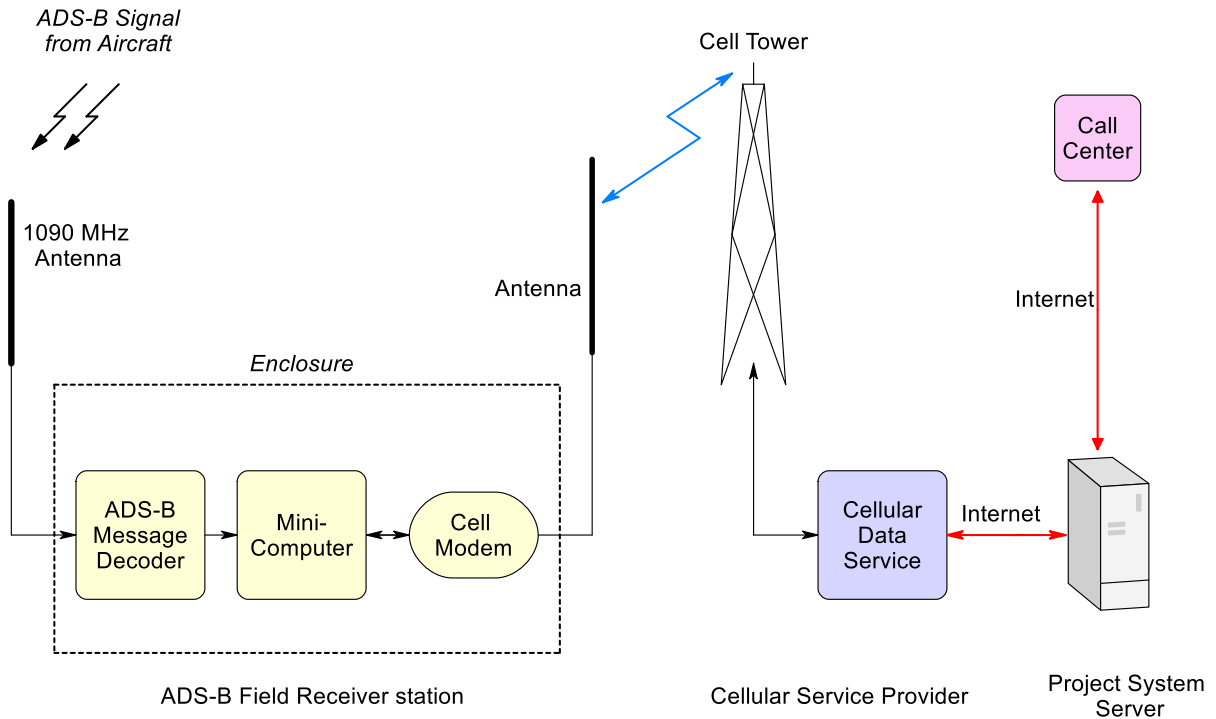 ADS-B Signal
from Aircraft
Cell Tower
Call
Center
1090 MHz
Antenna
Antenna
Internet
Enclosure
ADS-B
Message
Decoder
Mini-
Computer
Cell
Modem
Cellular
Data
Service
Internet
ADS-B Field Receiver station
Cellular Service Provider
Project System
Server